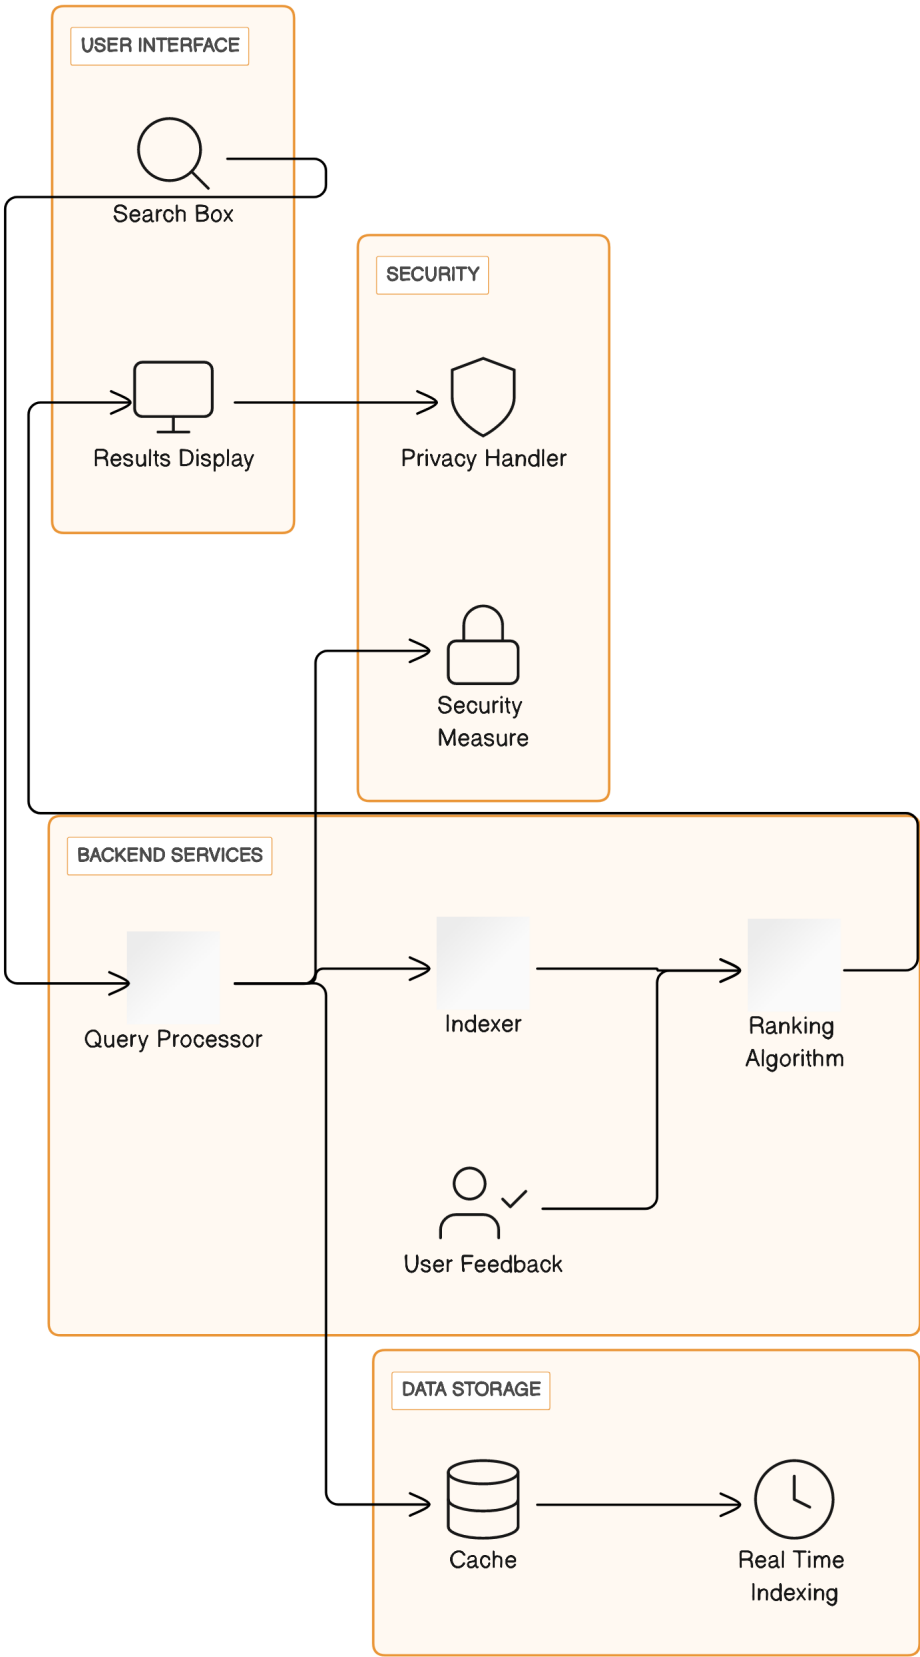 USER INTERFACE
Search Box
Results Display
SECURITY
Privacy Handler
Security
Measure
BACKEND SERVICES
Query Processor
Indexer
Ranking
Algorithm
User Feedback
DATA STORAGE
Cache
Real Time
Indexing